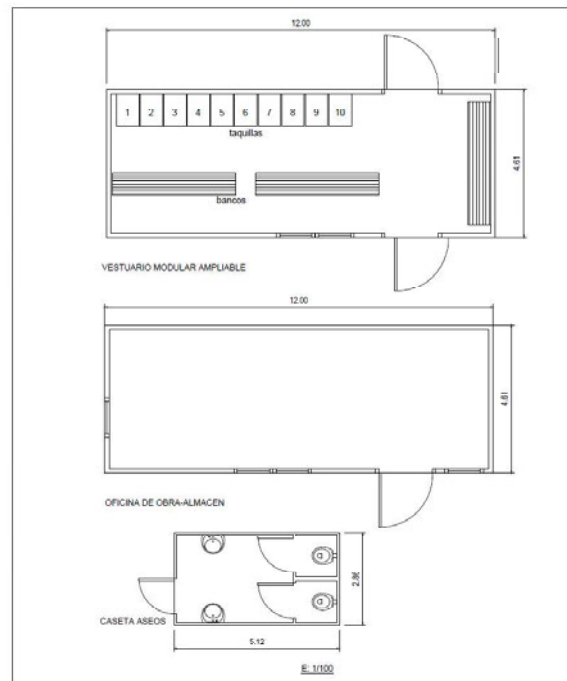 12.00
1 2 3 4 5 6 7 8 9 10
taquillas
4.61
bancos
VESTUARIO MODULAR AMPLIABLE
12.00
4.61
OFICINA DE OBRA-ALMACEN
2.86
CASETA ASEOS
5.12
E: 1/100